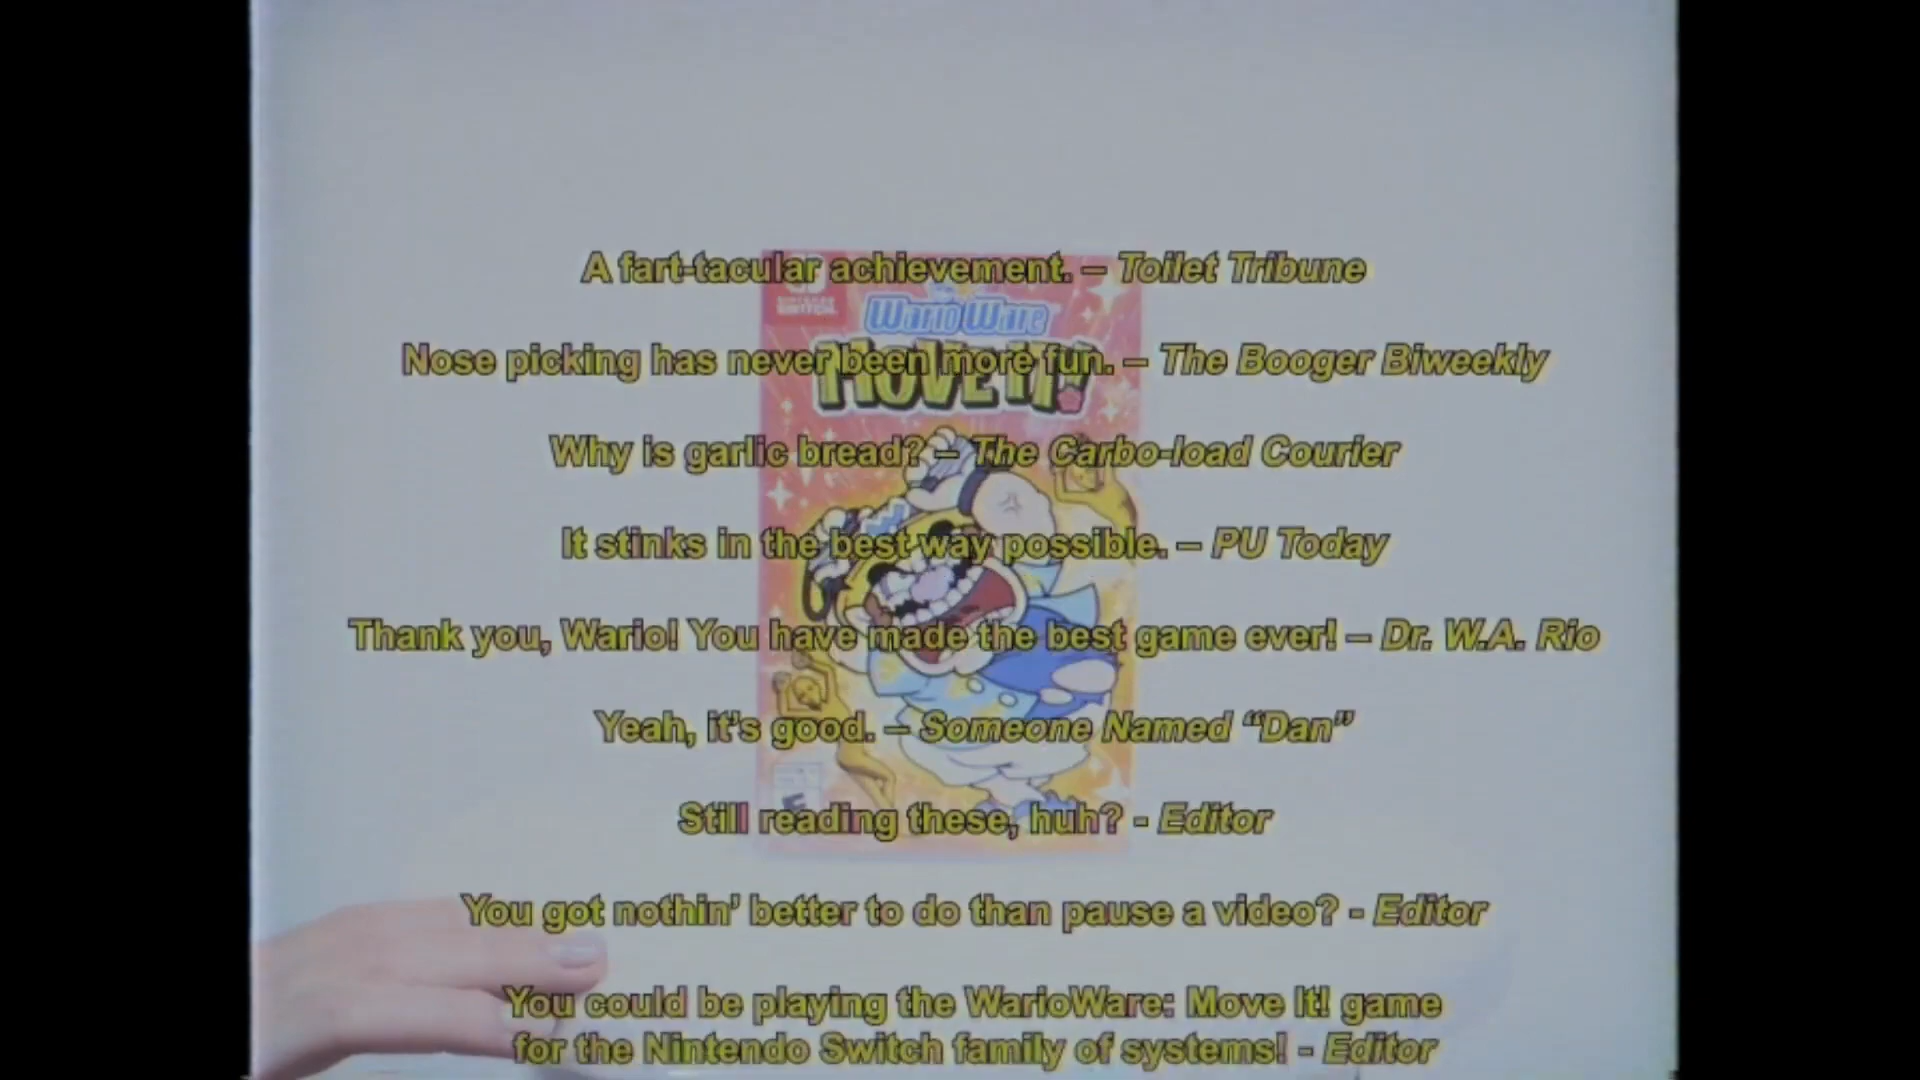 A fart-tacular achievement. – Toilet Tribune
Wario Ware
Nose picking has never been more fun. – The Booger Biweekly
MOVE IT!
Why is garlic bread? – The Carbo-load Courier
It stinks in the best way possible. – PU Today
Thank you, Wario! You have made the best game ever! – Dr. W.A. Rio
Yeah, it's good. – Someone Named “Dan”
E
Still reading these, huh? - Editor
You got nothin’ better to do than pause a video? - Editor
You could be playing the WarioWare: Move It! game
for the Nintendo Switch family of systems! - Editor